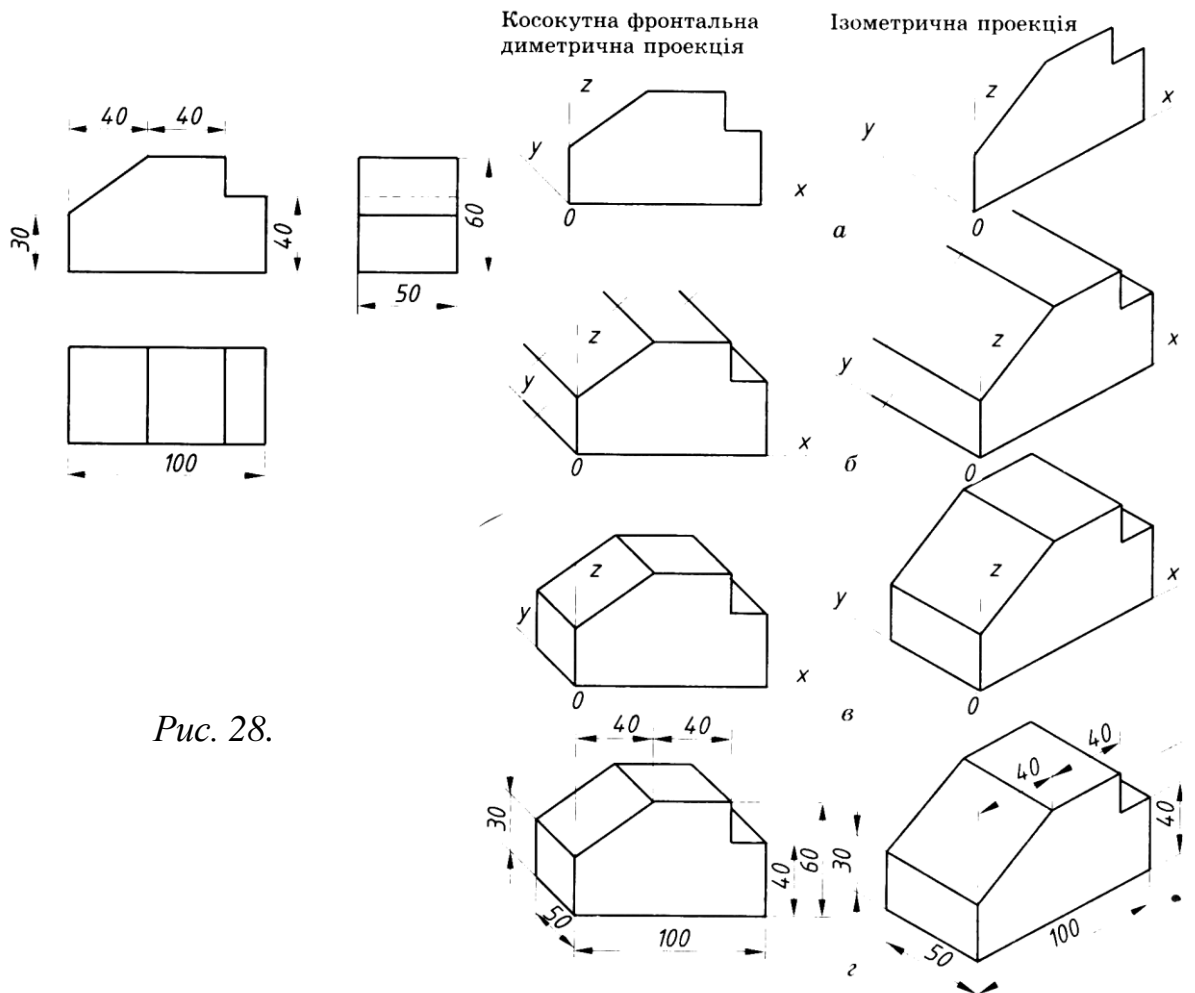 Косокутна фронтальна
диметрична проекція
Ізометрична проекція
40 40
30
40
60
50
100
z
y
x
0
z
y
x
0
а
z
y
x
0
z
y
x
0
б
z
y
x
0
z
y
x
0
в
Рис. 28.
40 40
30
50
100
40
60
40
40
30
40
50
100
г